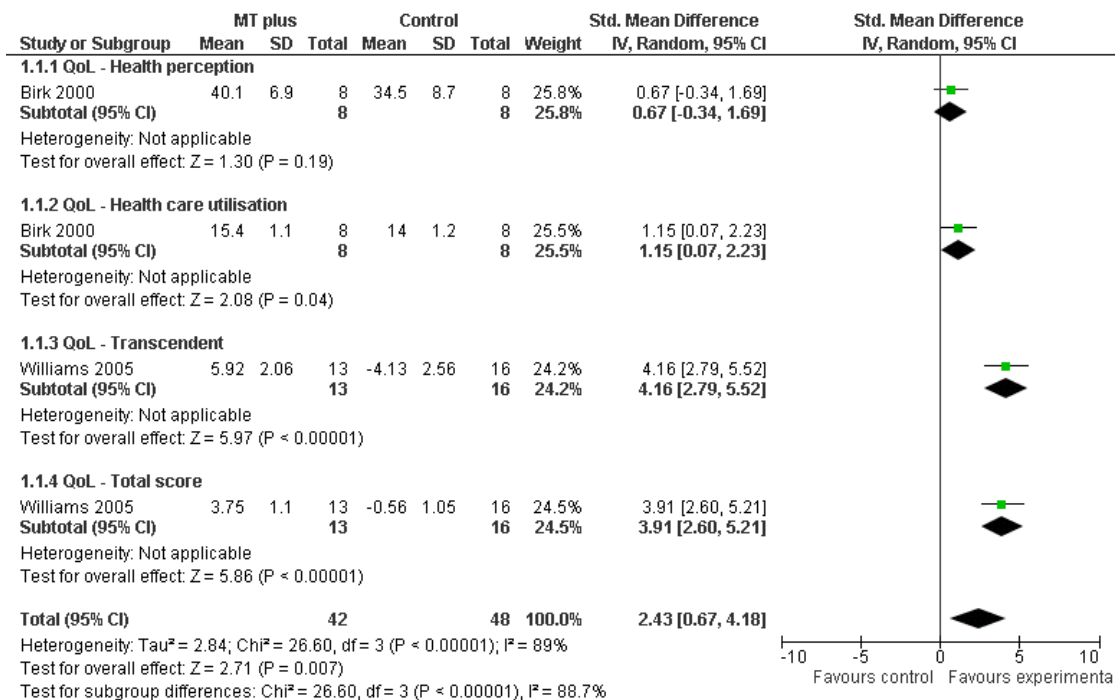 MT plus Control Std. Mean Difference Std. Mean Difference
Study or Subgroup Mean SD Total Mean SD Total Weight IV, Random, 95% CI IV, Random, 95% CI
1.1.1 QoL - Health perception
Birk 2000 40.1 6.9 8 34.5 8.7 8 25.8% 0.67 [-0.34, 1.69]
Subtotal (95% CI) 8 8 25.8% 0.67 [-0.34, 1.69]
Heterogeneity: Not applicable
Test for overall effect: Z = 1.30 (P = 0.19)
1.1.2 QoL - Health care utilisation
Birk 2000 15.4 1.1 8 14 1.2 8 25.5% 1.15 [0.07, 2.23]
Subtotal (95% CI) 8 8 25.5% 1.15 [0.07, 2.23]
Heterogeneity: Not applicable
Test for overall effect: Z = 2.08 (P = 0.04)
1.1.3 QoL - Transcendent
Williams 2005 5.92 2.06 13 -4.13 2.56 16 24.2% 4.16 [2.79, 5.52]
Subtotal (95% CI) 13 16 24.2% 4.16 [2.79, 5.52]
Heterogeneity: Not applicable
Test for overall effect: Z = 5.97 (P < 0.00001)
1.1.4 QoL - Total score
Williams 2005 3.75 1.1 13 -0.56 1.05 16 24.5% 3.91 [2.60, 5.21]
Subtotal (95% CI) 13 16 24.5% 3.91 [2.60, 5.21]
Heterogeneity: Not applicable
Test for overall effect: Z = 5.86 (P < 0.00001)
Total (95% CI) 42 48 100.0% 2.43 [0.67, 4.18]
Heterogeneity: Tau² = 2.84; Chi² = 26.60, df = 3 (P < 0.00001); I² = 89%
Test for overall effect: Z = 2.71 (P = 0.007)
Test for subgroup differences: Chi² = 26.60, df = 3 (P < 0.00001), I² = 88.7%
-10 -5 0 5 10
Favours control Favours experimenta